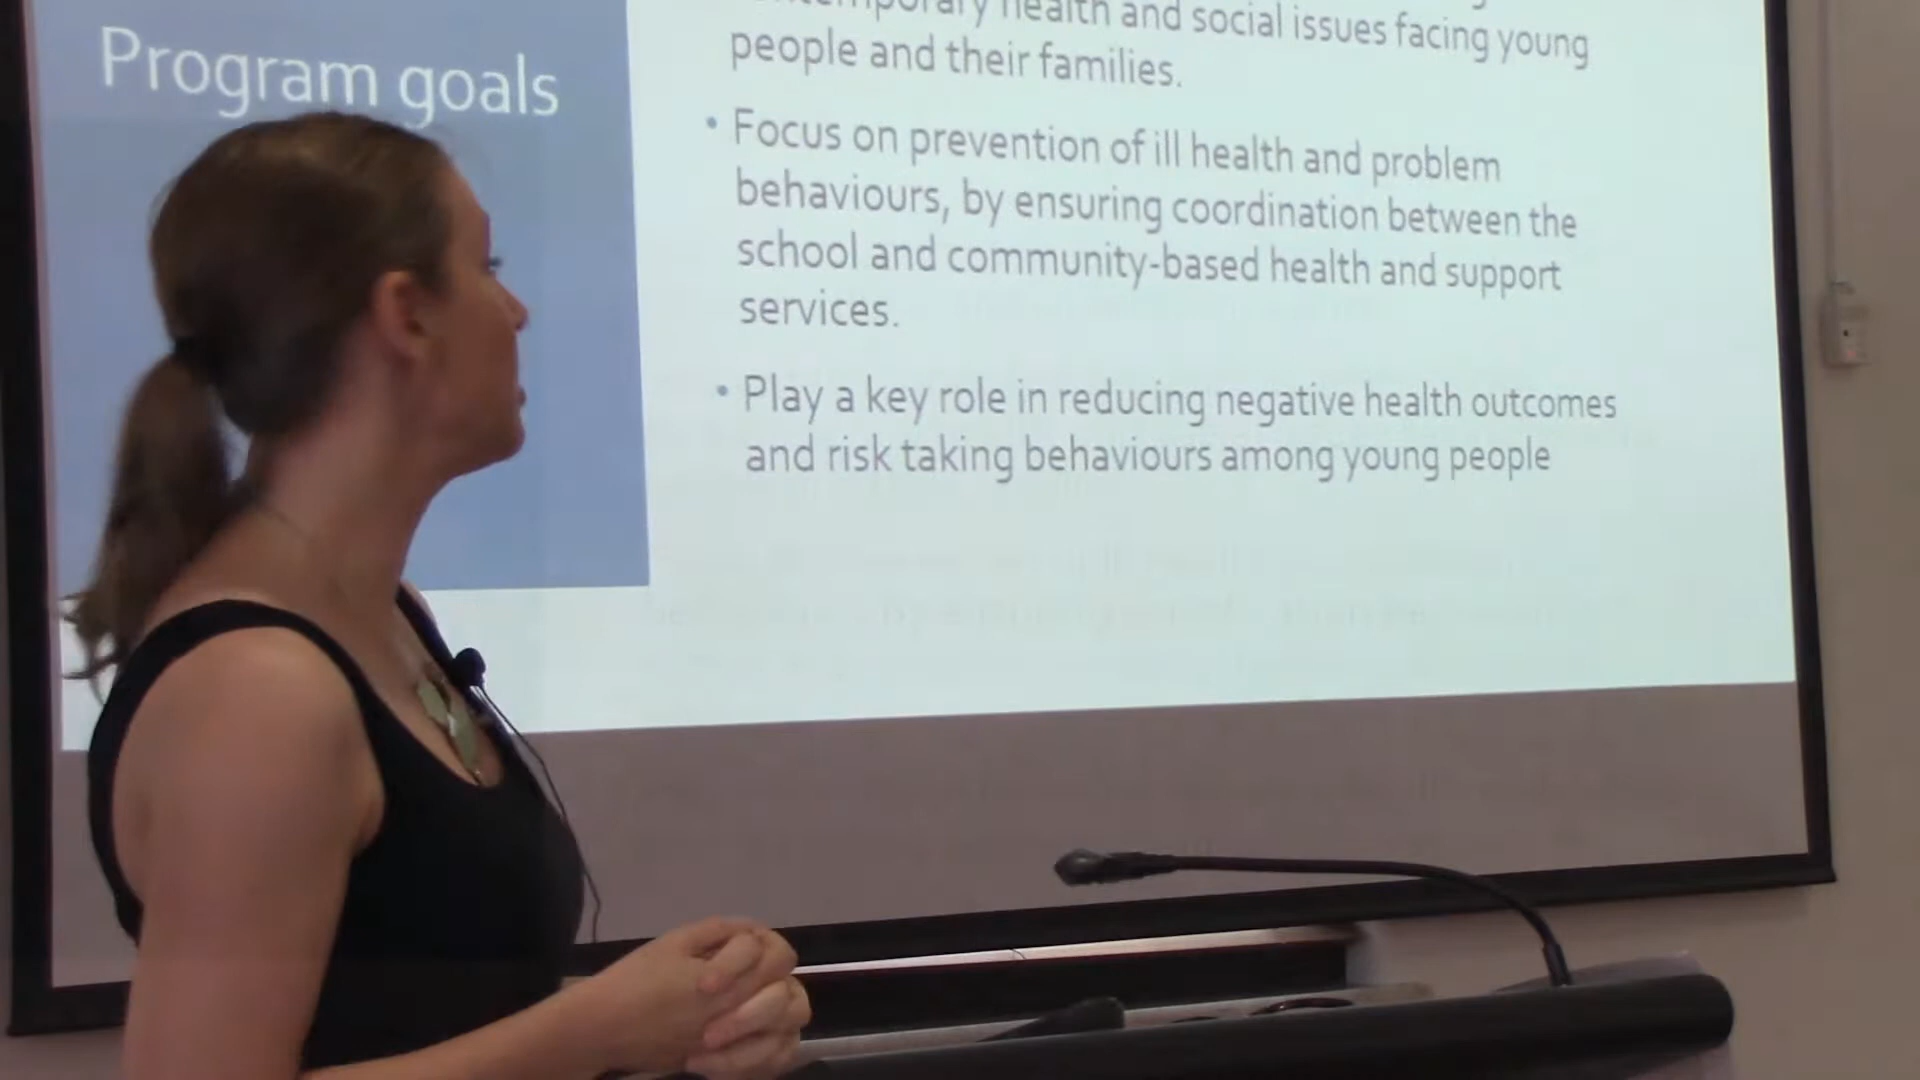 Program goals
health and social issues facing young
people and their families.
• Focus on prevention of ill health and problem
behaviours, by ensuring coordination between the
school and community-based health and support
services.
• Play a key role in reducing negative health outcomes
and risk taking behaviours among young people